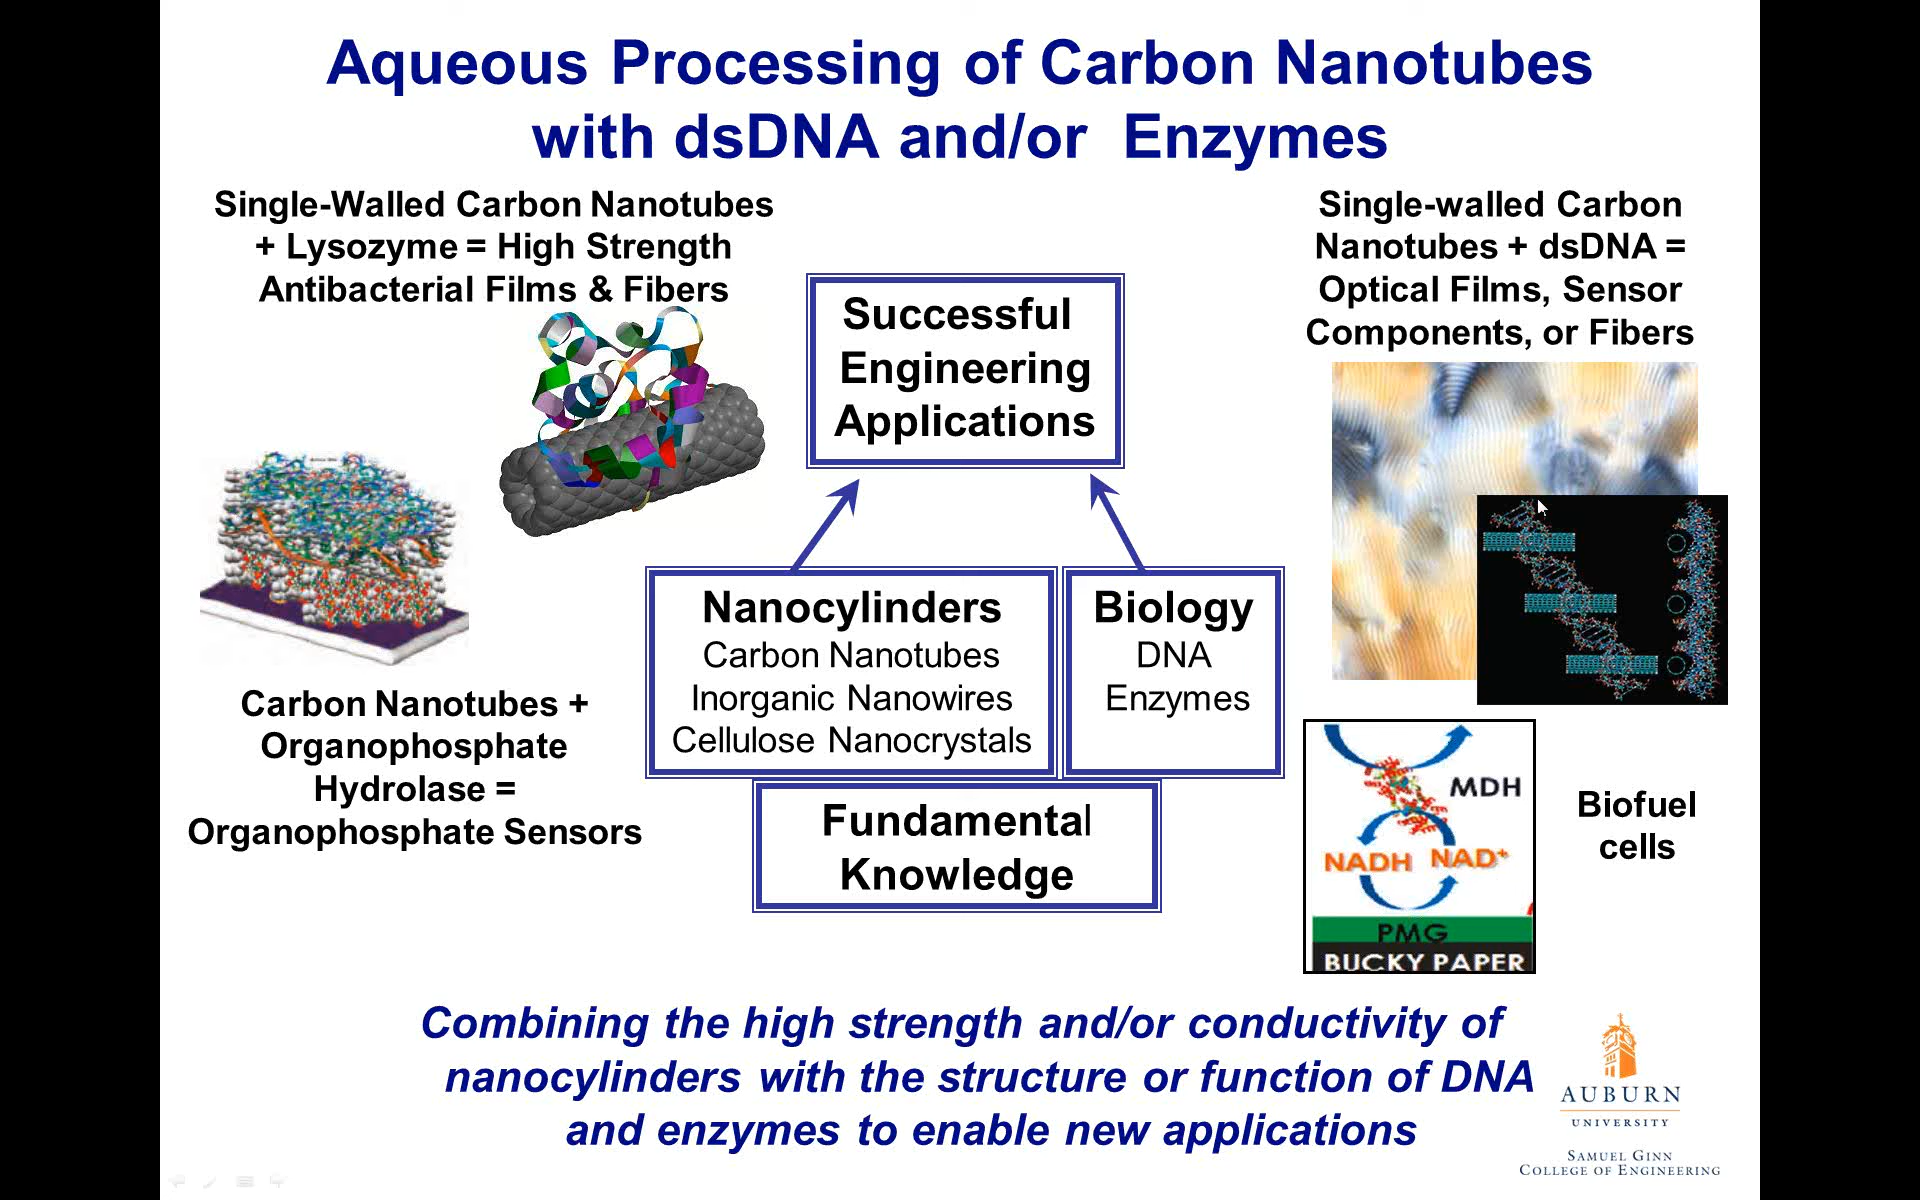 Aqueous Processing of Carbon Nanotubes
with dsDNA and/or Enzymes
Single-Walled Carbon Nanotubes
+ Lysozyme = High Strength
Antibacterial Films & Fibers
Single-walled Carbon
Nanotubes + dsDNA =
Optical Films, Sensor
Components, or Fibers
Successful
Engineering
Applications
Nanocylinders
Carbon Nanotubes
Inorganic Nanowires
Cellulose Nanocrystals
Biology
DNA
Enzymes
Fundamental
Knowledge
Carbon Nanotubes +
Organophosphate
Hydrolase =
Organophosphate Sensors
MDH
NADH NAD+
PMG
BUCKY PAPER
Biofuel
cells
Combining the high strength and/or conductivity of
nanocylinders with the structure or function of DNA
and enzymes to enable new applications
AUBURN
UNIVERSITY
SAMUEL GINN
COLLEGE OF ENGINEERING